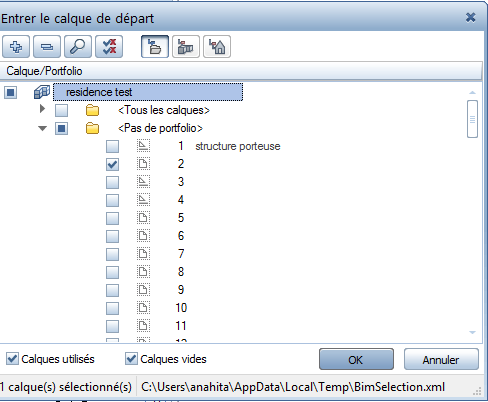 Entrer le calque de départ
Calque/Portfolio
residence test
<Tous les calques>
<Pas de portfolio>
1 structure porteuse
2
3
4
5
6
7
8
9
10
11
Calques utilisés
Calques vides
OK
Annuler
1 calque(s) sélectionné(s) C:\Users\anahita\AppData\Local\Temp\BimSelection.xml